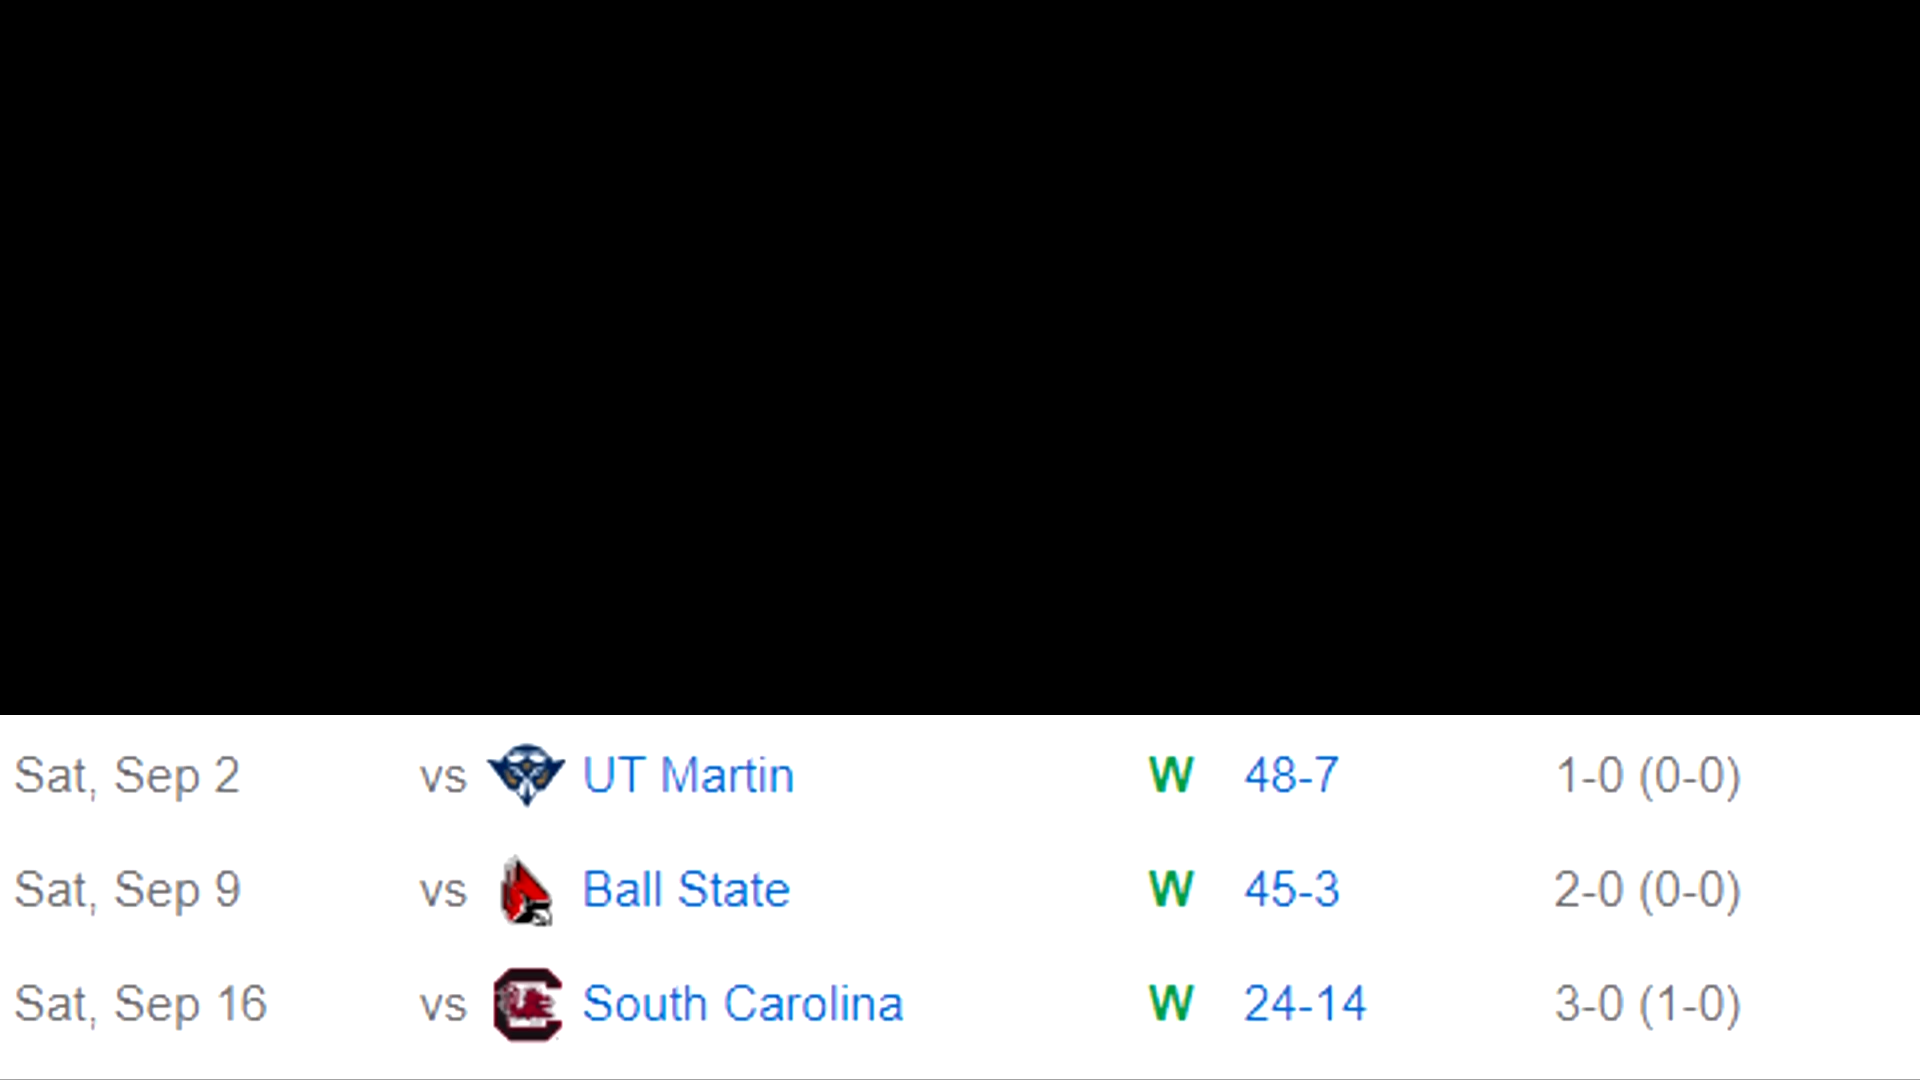 Sat, Sep 2 vs UT Martin W 48-7 1-0 (0-0)
Sat, Sep 9 vs Ball State W 45-3 2-0 (0-0)
Sat, Sep 16 vs South Carolina W 24-14 3-0 (1-0)